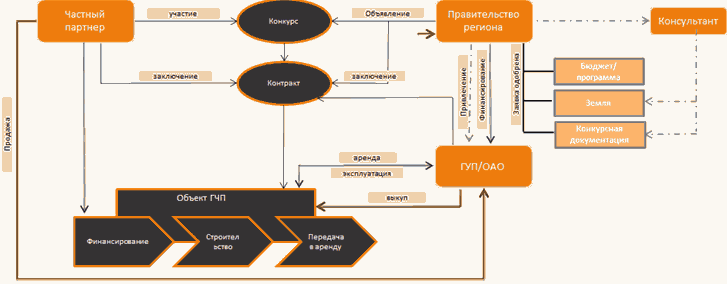 Частный
партнер
участие
Конкурс
Объявление
Правительство
региона
Консультант
заключение
Контракт
заключение
Привлечение
Финансирование
Заявка одобрена
Бюджет/
программа
Земля
Конкурсная
документация
Продажа
аренда
эксплуатация
ГУП/ОАО
Объект ГЧП
выкуп
Финансирование
Строител
ьство
Передача
в аренду